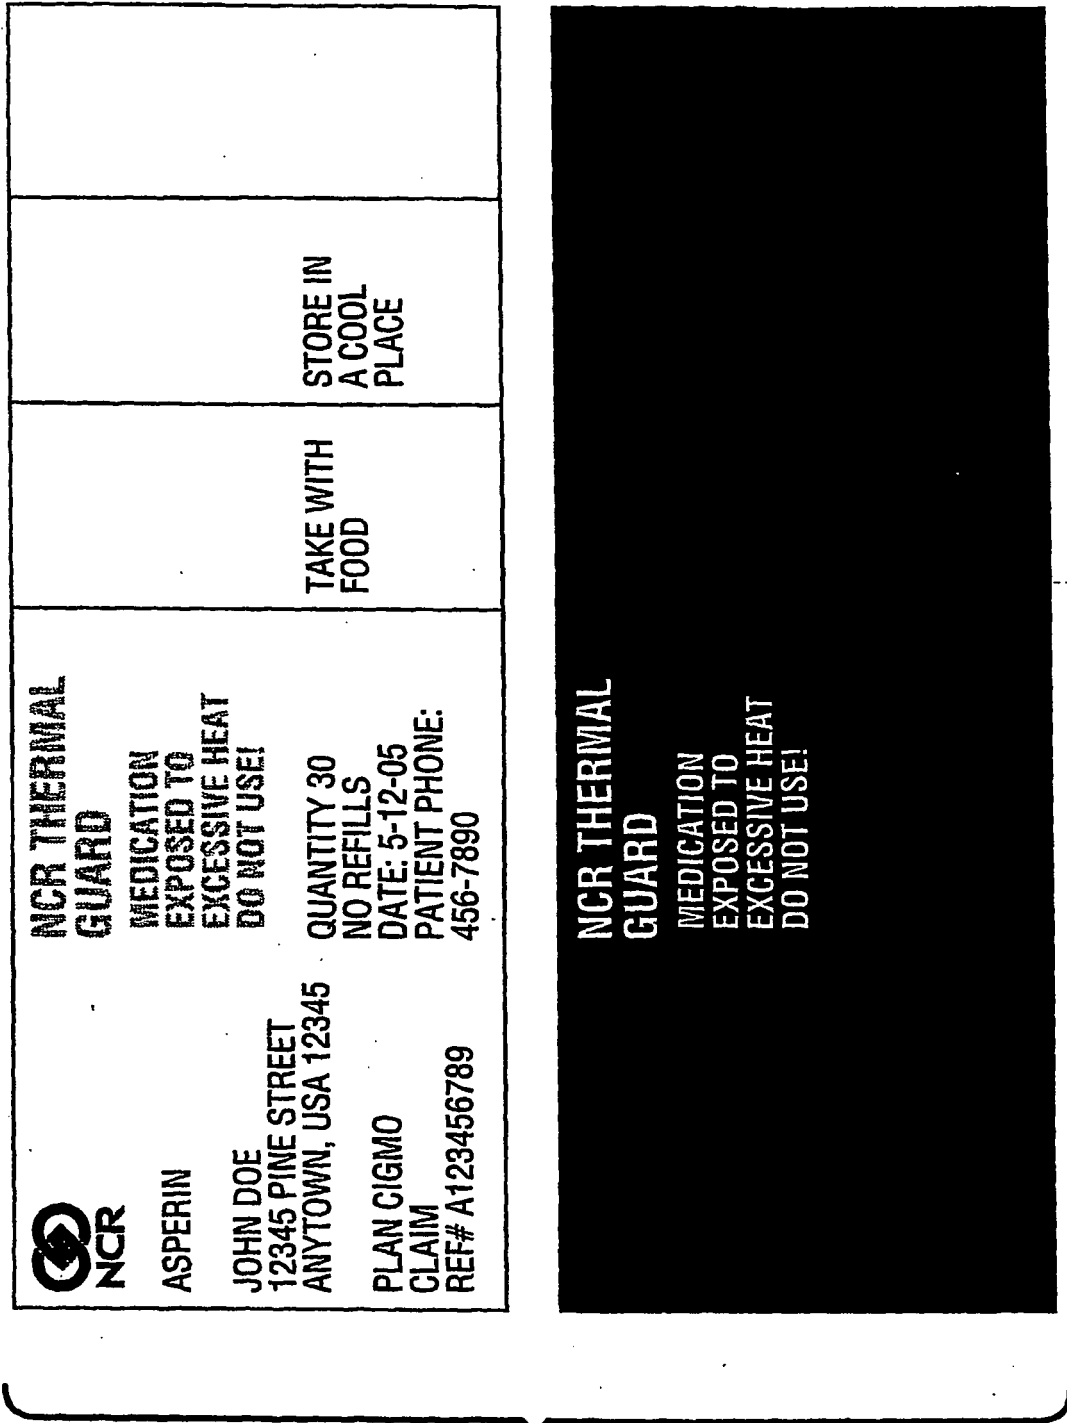 NCR
ASPERIN
JOHN DOE
12345 PINE STREET
ANYTOWN, USA 12345
PLAN CIGMO
CLAIM
REF# A123456789
NCR THERMAL
GUARD
MEDICATION
EXPOSED TO
EXCESSIVE HEAT
DO NOT USE!
QUANTITY 30
NO REFILLS
DATE: 5-12-05
PATIENT PHONE:
456-7890
TAKE WITH
FOOD
STORE IN
A COOL
PLACE
NCR THERMAL
GUARD
MEDICATION
EXPOSED TO
EXCESSIVE HEAT
DO NOT USE!